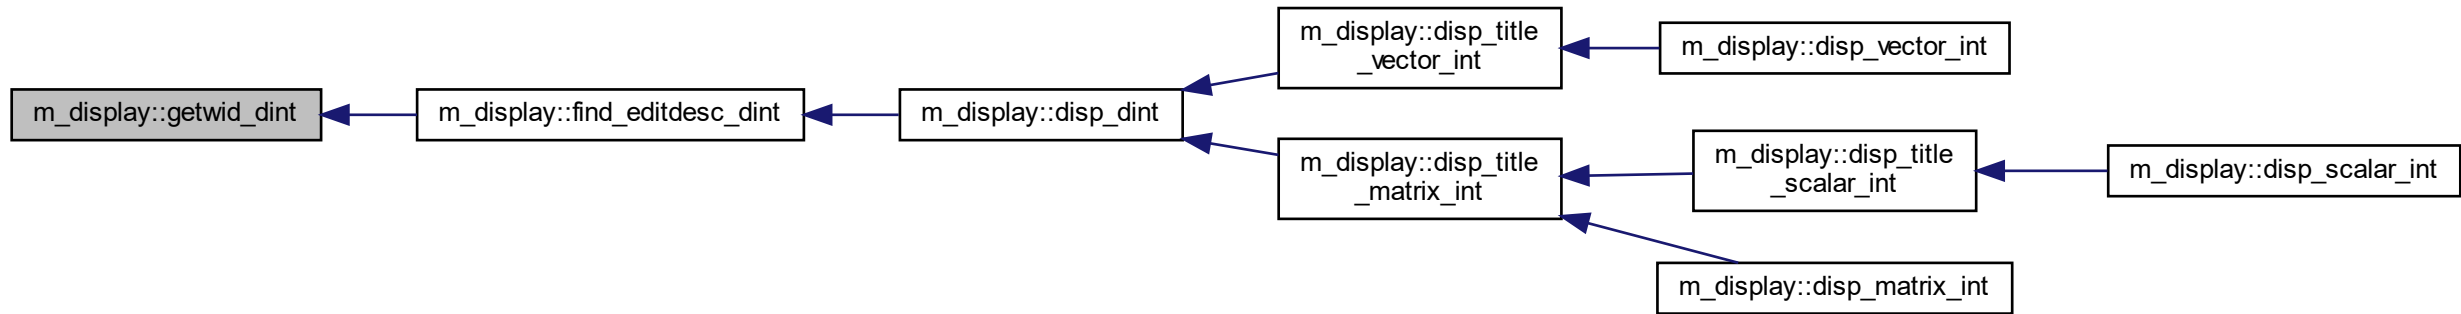 m_display::getwid_dint
m_display::find_editdesc_dint
m_display::disp_dint
m_display::disp_title
_vector_int
m_display::disp_vector_int
m_display::disp_title
_matrix_int
m_display::disp_title
_scalar_int
m_display::disp_scalar_int
m_display::disp_matrix_int